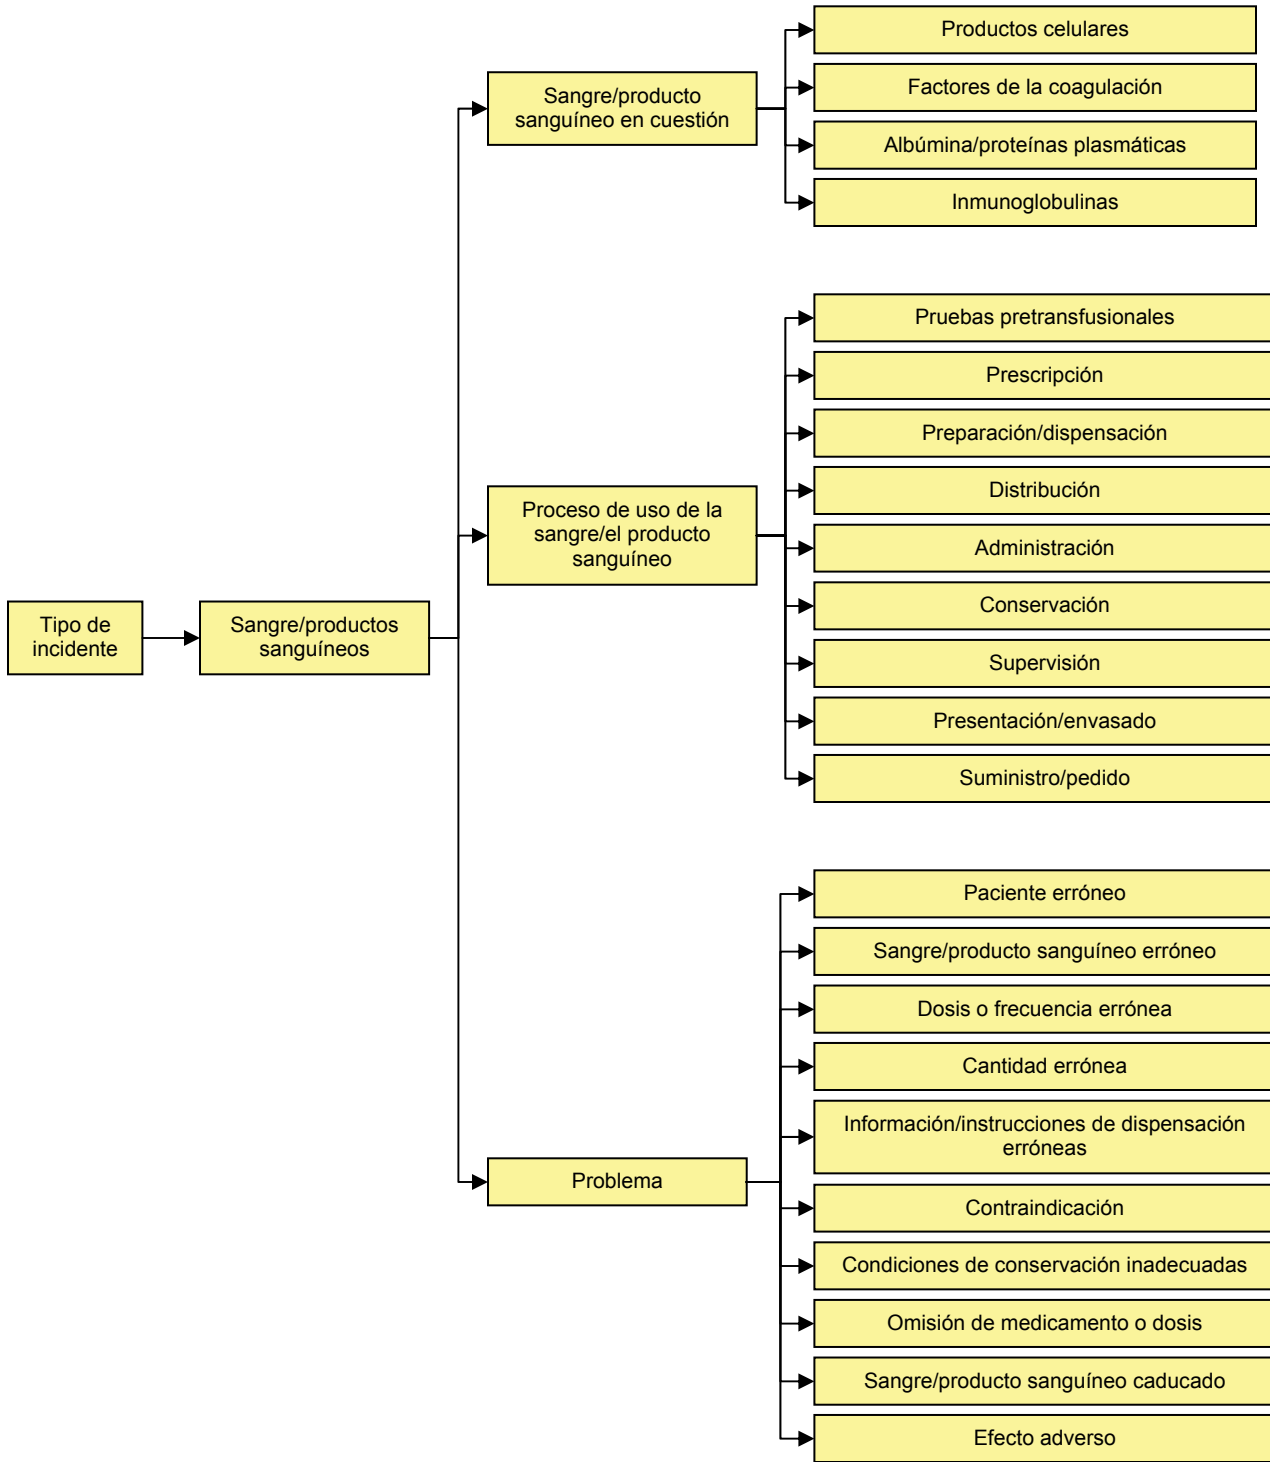 Tipo de
incidente
Sangre/productos
sanguíneos
Sangre/producto
sanguíneo en cuestión
Productos celulares
Factores de la coagulación
Albúmina/proteínas plasmáticas
Inmunoglobulinas
Proceso de uso de la
sangre/el producto
sanguíneo
Pruebas pretransfusionales
Prescripción
Preparación/dispensación
Distribución
Administración
Conservación
Supervisión
Presentación/envasado
Suministro/pedido
Problema
Paciente erróneo
Sangre/producto sanguíneo erróneo
Dosis o frecuencia errónea
Cantidad errónea
Información/instrucciones de dispensación
erróneas
Contraindicación
Condiciones de conservación inadecuadas
Omisión de medicamento o dosis
Sangre/producto sanguíneo caducado
Efecto adverso